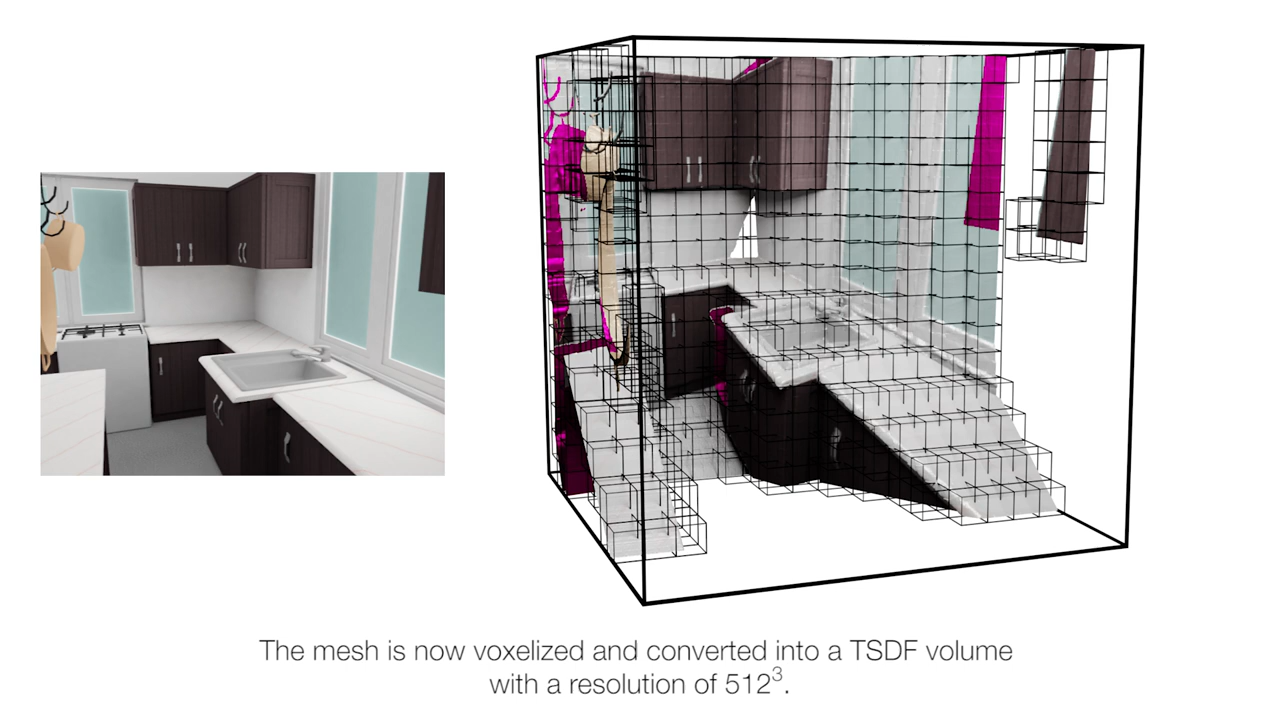 The mesh is now voxelized and converted into a TSDF volume
with a resolution of 512³.